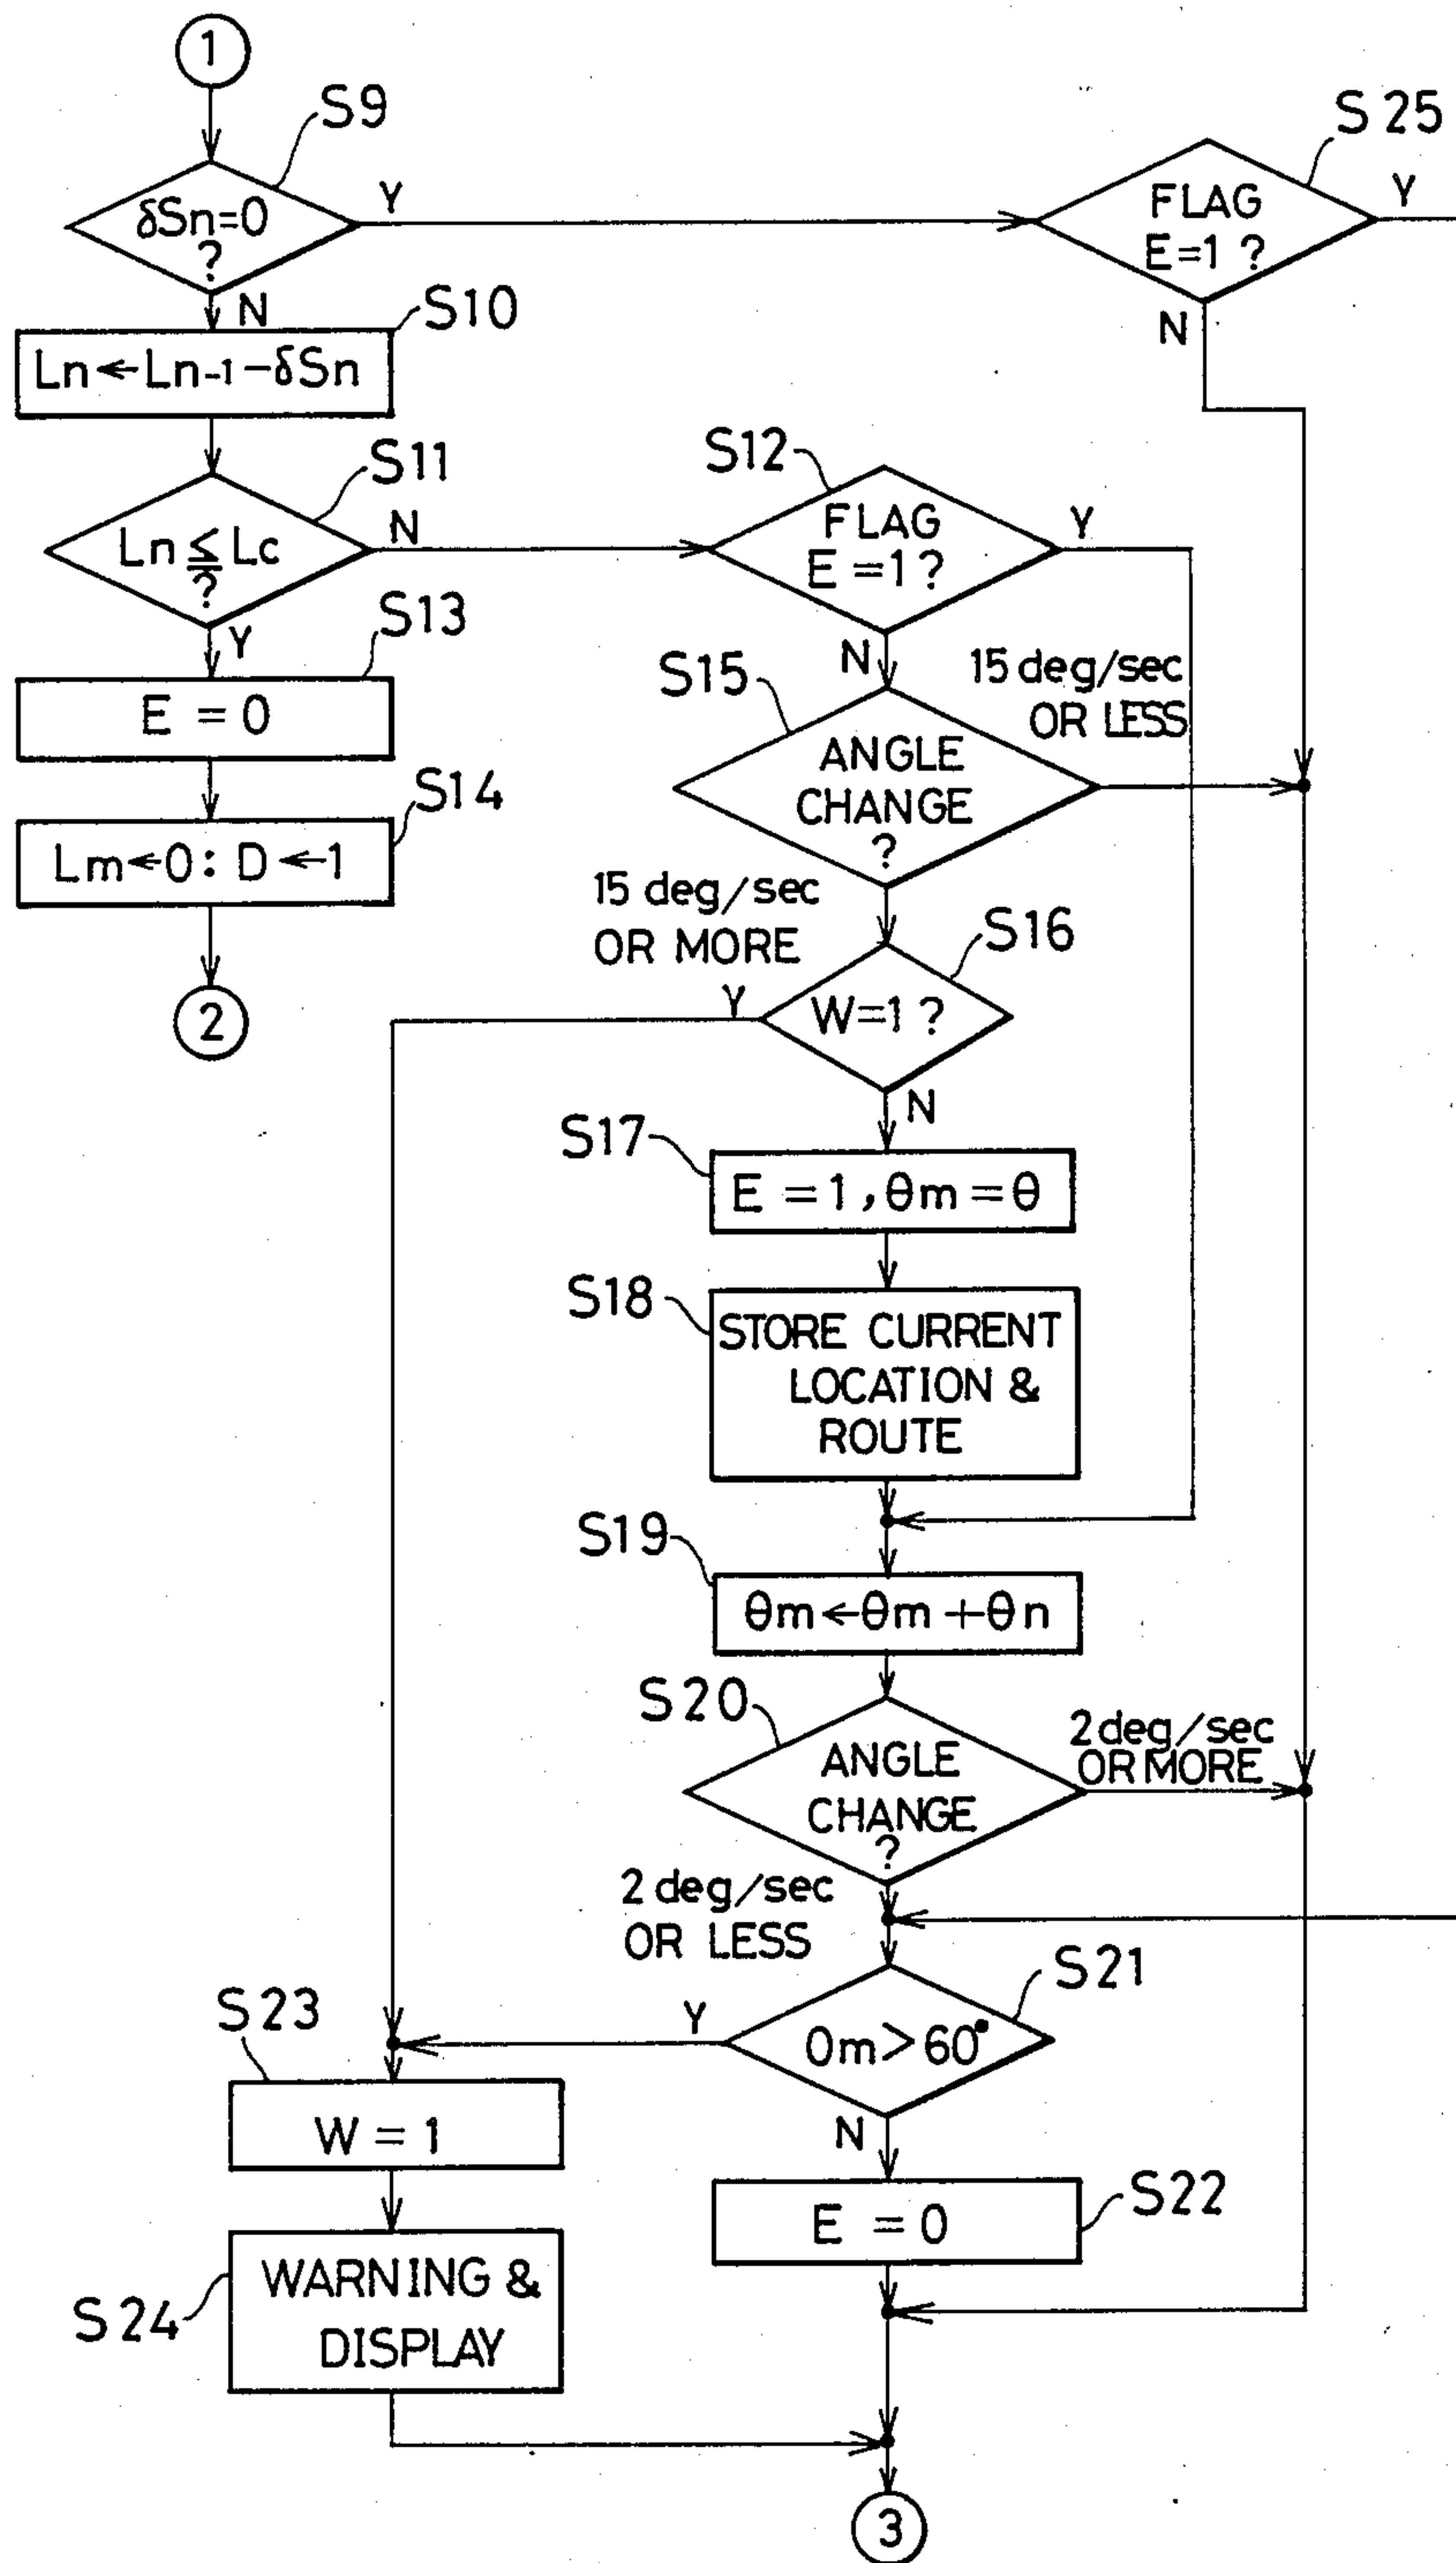 1
S9
δSn=0
?
Y
N
S25
FLAG
E=1 ?
Y
N
S10
Ln←Ln-1−δSn
S11
Ln ≦ Lc
?
N
Y
S12
FLAG
E =1 ?
Y
N
S13
E = 0
S14
Lm←0 : D←1
2
S15
ANGLE
CHANGE
?
15 deg/sec
OR LESS
15 deg/sec
OR MORE
S16
W=1 ?
Y
N
S17
E = 1 , θm = θ
S18
STORE CURRENT
LOCATION &
ROUTE
S19
θm←θm +θn
S20
ANGLE
CHANGE
?
2 deg/sec
OR MORE
2 deg/sec
OR LESS
S21
0m > 60°
Y
N
S23
W = 1
S22
E = 0
S24
WARNING &
DISPLAY
3